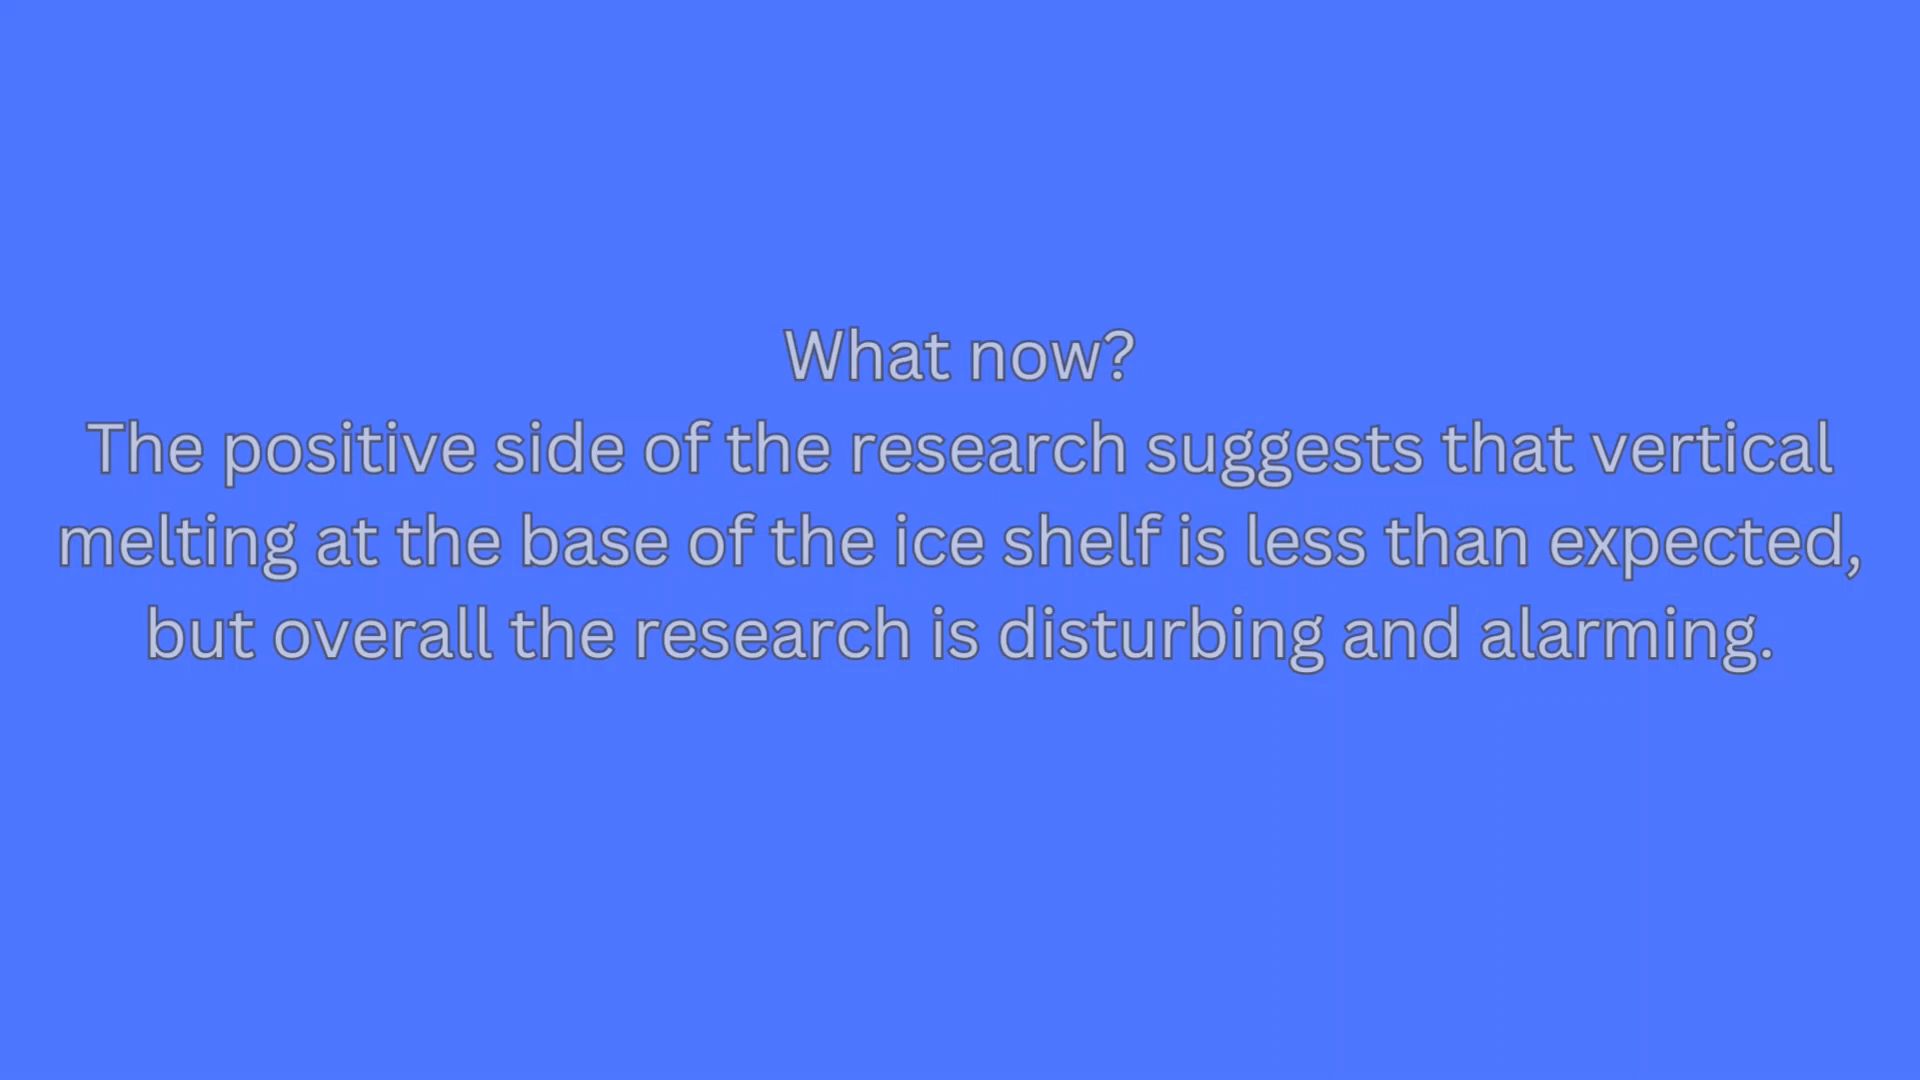 What now?
The positive side of the research suggests that vertical
melting at the base of the ice shelf is less than expected,
but overall the research is disturbing and alarming.